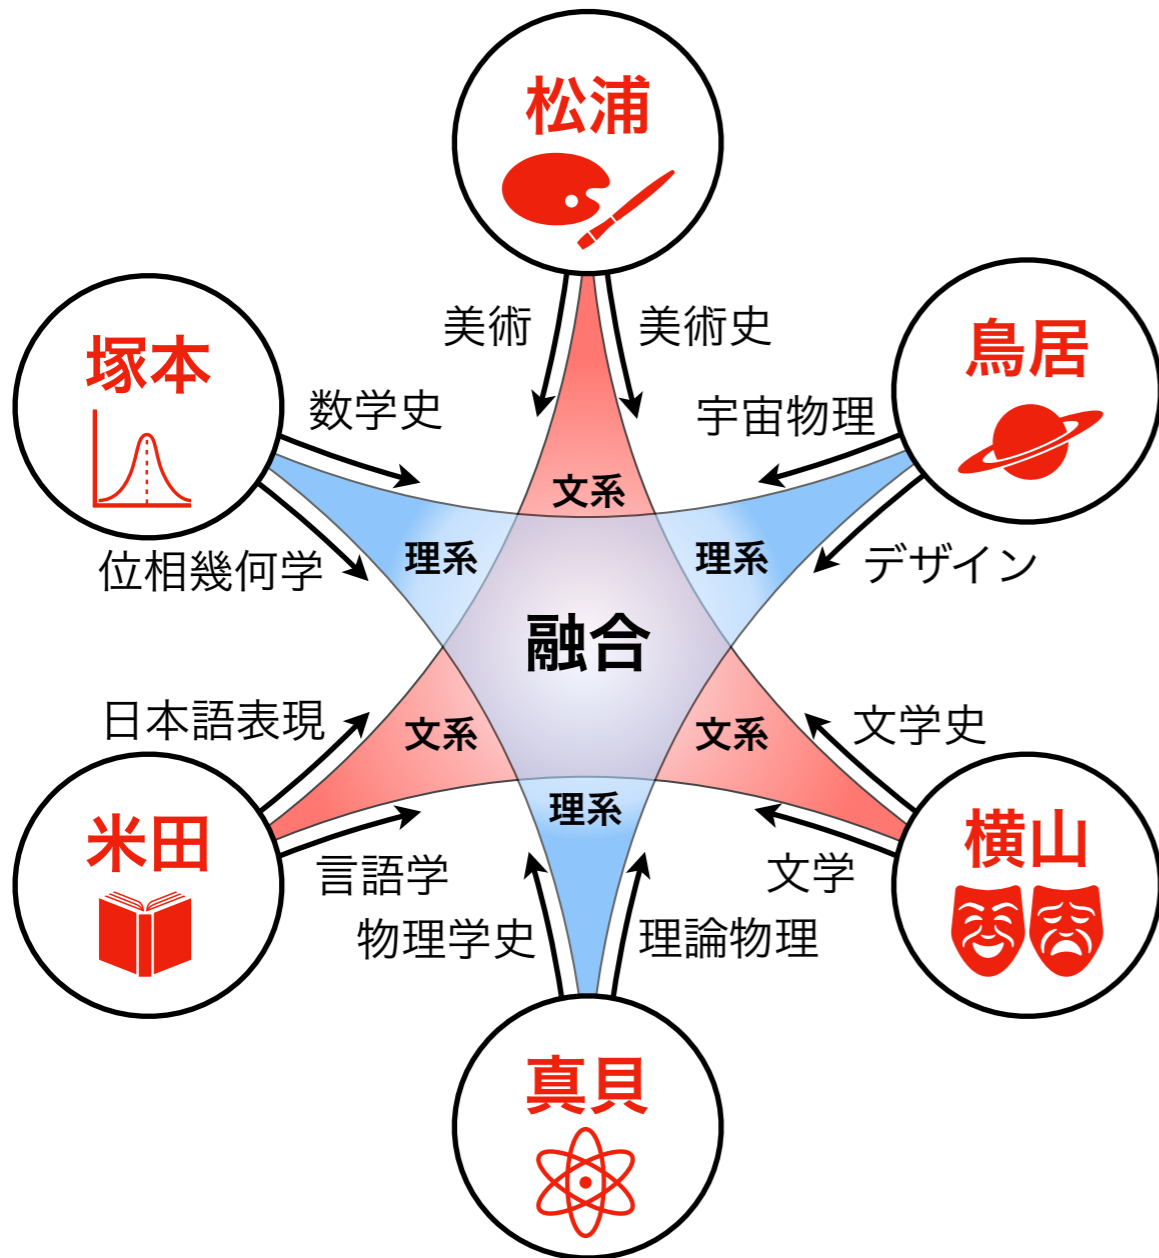 松浦
美術
美術史
塚本
鳥居
数学史
宇宙物理
文系
理系
理系
位相幾何学
デザイン
融合
日本語表現
文学史
文系
文系
米田
理系
横山
言語学
文学
物理学史
理論物理
真貝